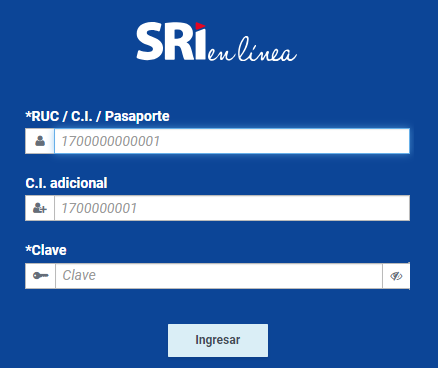 SRi en línea
*RUC / C.I. / Pasaporte
1700000000001
C.I. adicional
1700000001
*Clave
Clave
Ingresar